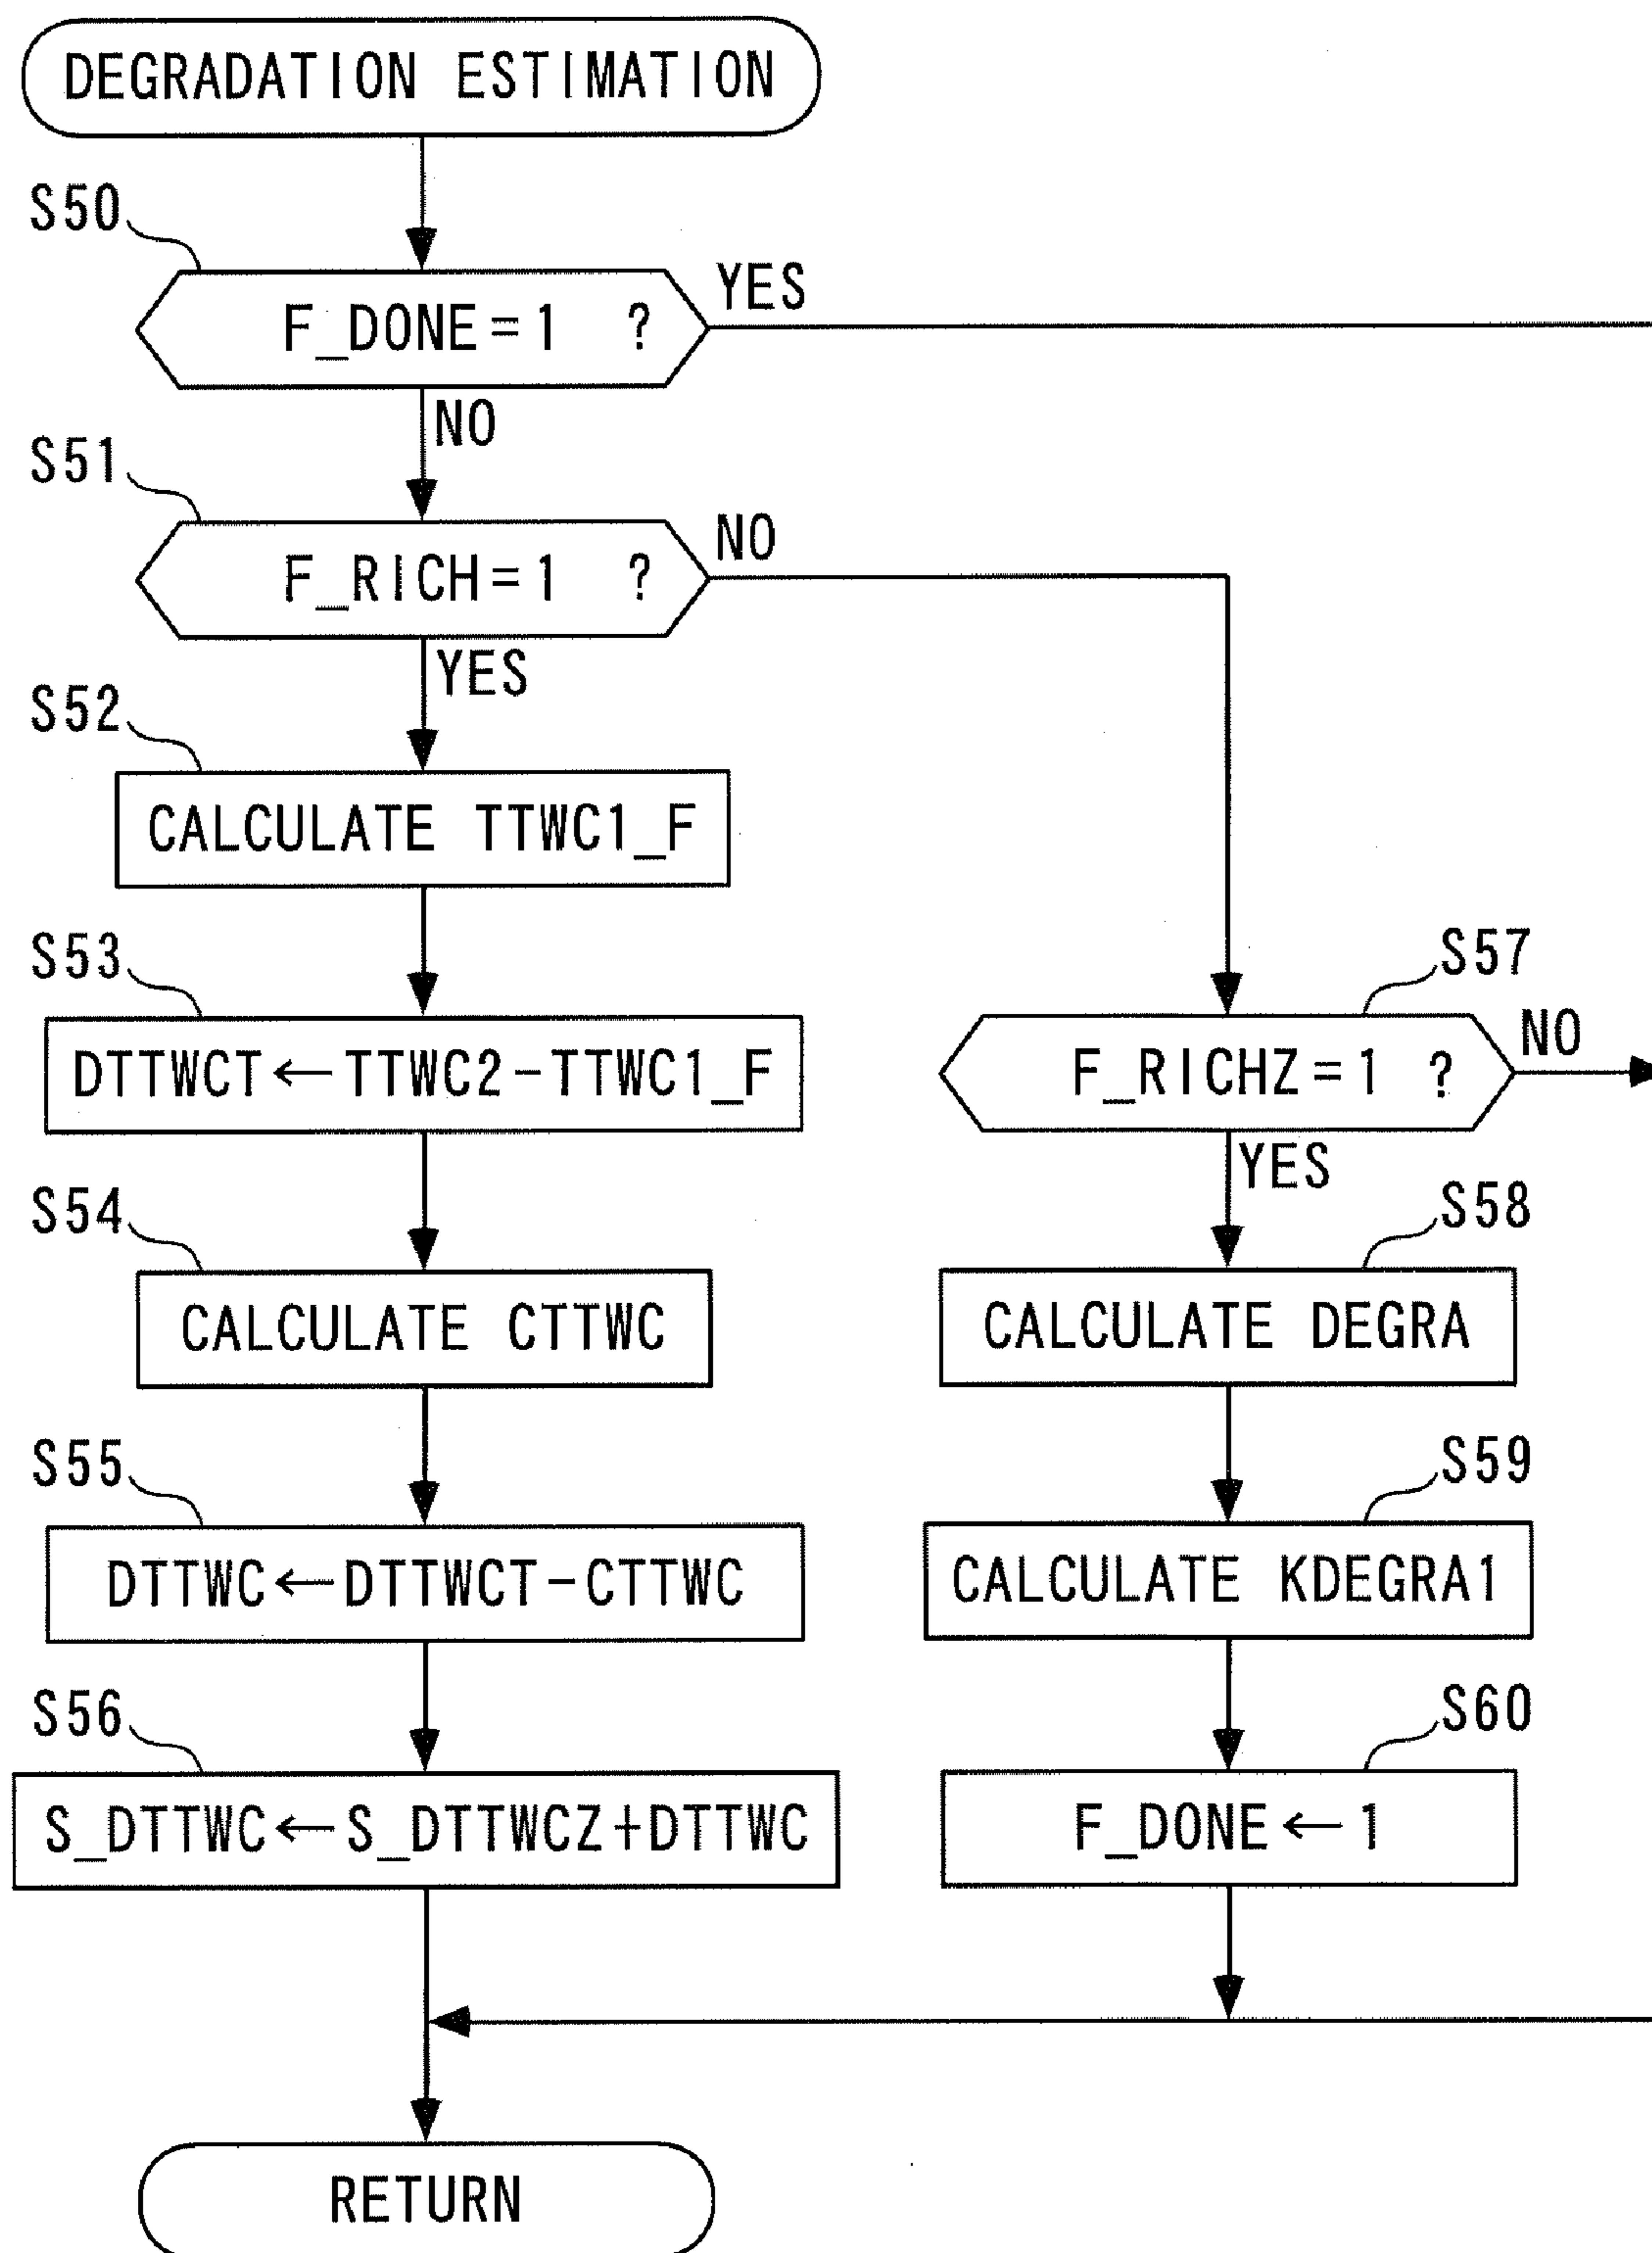 DEGRADATION ESTIMATION
S50
F_DONE=1 ?
YES
NO
S51
F_RICH=1 ?
NO
YES
S52
CALCULATE TTWC1_F
S53
DTTWCT←TTWC2-TTWC1_F
S54
CALCULATE CTTWC
S55
DTTWC←DTTWCT-CTTWC
S56
S_DTTWC←S_DTTWCZ+DTTWC
S57
F_RICHZ=1 ?
NO
YES
S58
CALCULATE DEGRA
S59
CALCULATE KDEGRA1
S60
F_DONE←1
RETURN